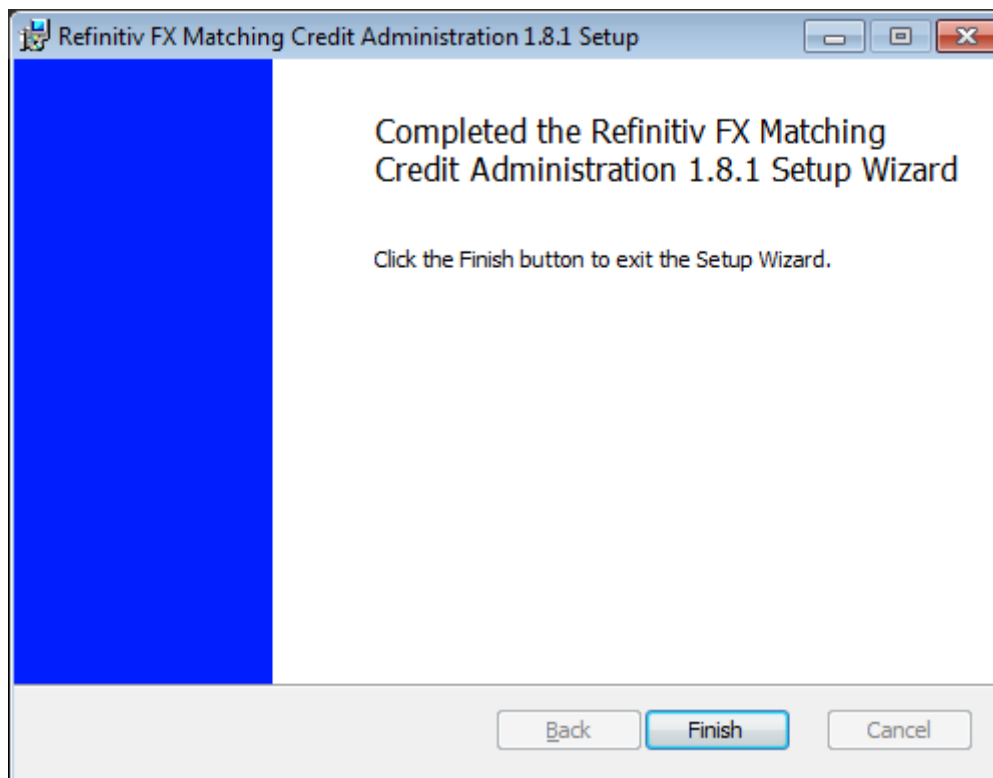 Refinitiv FX Matching Credit Administration 1.8.1 Setup
Completed the Refinitiv FX Matching
Credit Administration 1.8.1 Setup Wizard
Click the Finish button to exit the Setup Wizard.
Back Finish Cancel